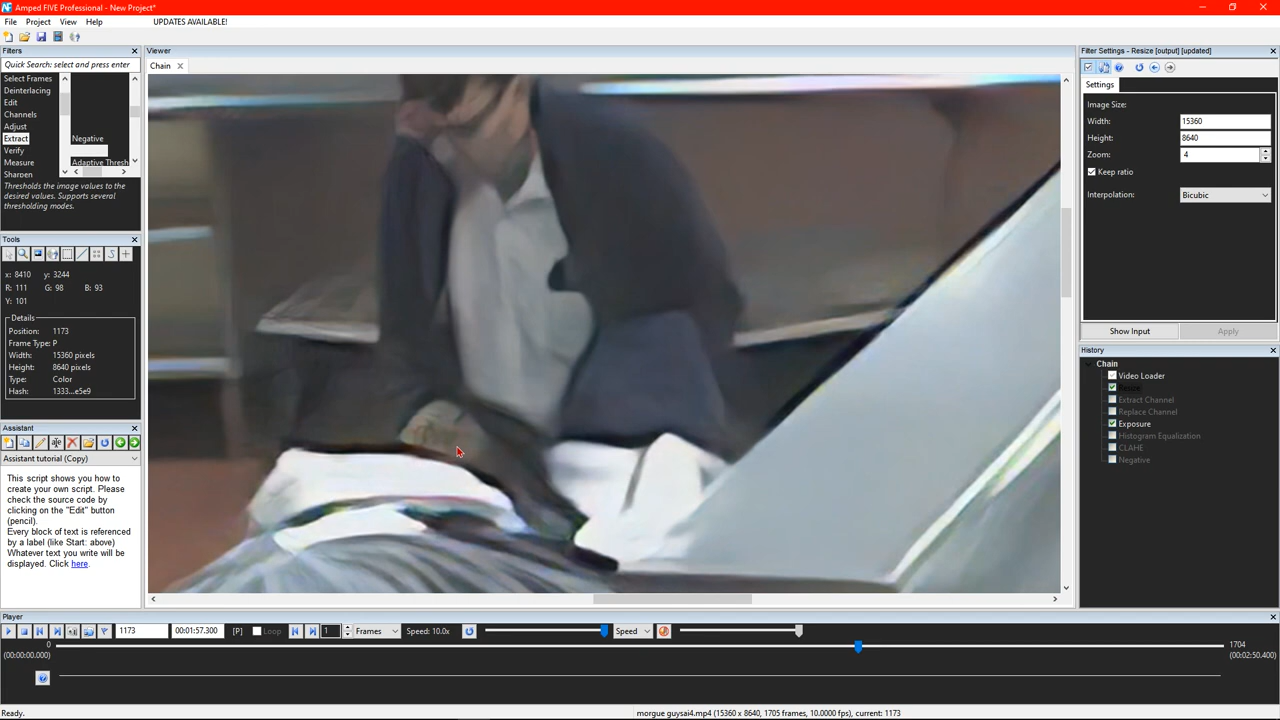 Amped FIVE Professional - New Project*
File Project View Help UPDATES AVAILABLE!
Filters
Quick Search: select and press enter
Select Frames
Deinterlacing
Edit
Channels
Adjust
Extract
Verify
Measure
Sharpen
Negative
Adaptive Thresh
Thresholds the image values to the
desired values. Supports several
thresholding modes.
Tools
x: 8410 y: 3244
R: 111 G: 98 B: 93
Y: 101
Details
Position: 1173
Frame Type: P
Width: 15360 pixels
Height: 8640 pixels
Type: Color
Hash: 1333...e5e9
Assistant
Assistant tutorial (Copy)
This script shows you how to
create your own script. Please
check the source code by
clicking on the "Edit" button
(pencil).
Every block of text is referenced
by a label (like Start: above)
Whatever text you write will be
displayed. Click here.
Viewer
Chain
Filter Settings - Resize [output] [updated]
Settings
Image Size:
Width: 15360
Height: 8640
Zoom: 4
Keep ratio
Interpolation: Bicubic
Show Input Apply
History
Chain
Video Loader
Resize
Extract Channel
Replace Channel
Exposure
Histogram Equalization
CLAHE
Negative
Player
1173 00:01:57.300 [P] Loop 1 Frames Speed: 10.0x Speed
0 1704
(00:00:00.000) (00:02:50.400)
Ready. morgue guysai4.mp4 (15360 x 8640, 1705 frames, 10.0000 fps), current: 1173